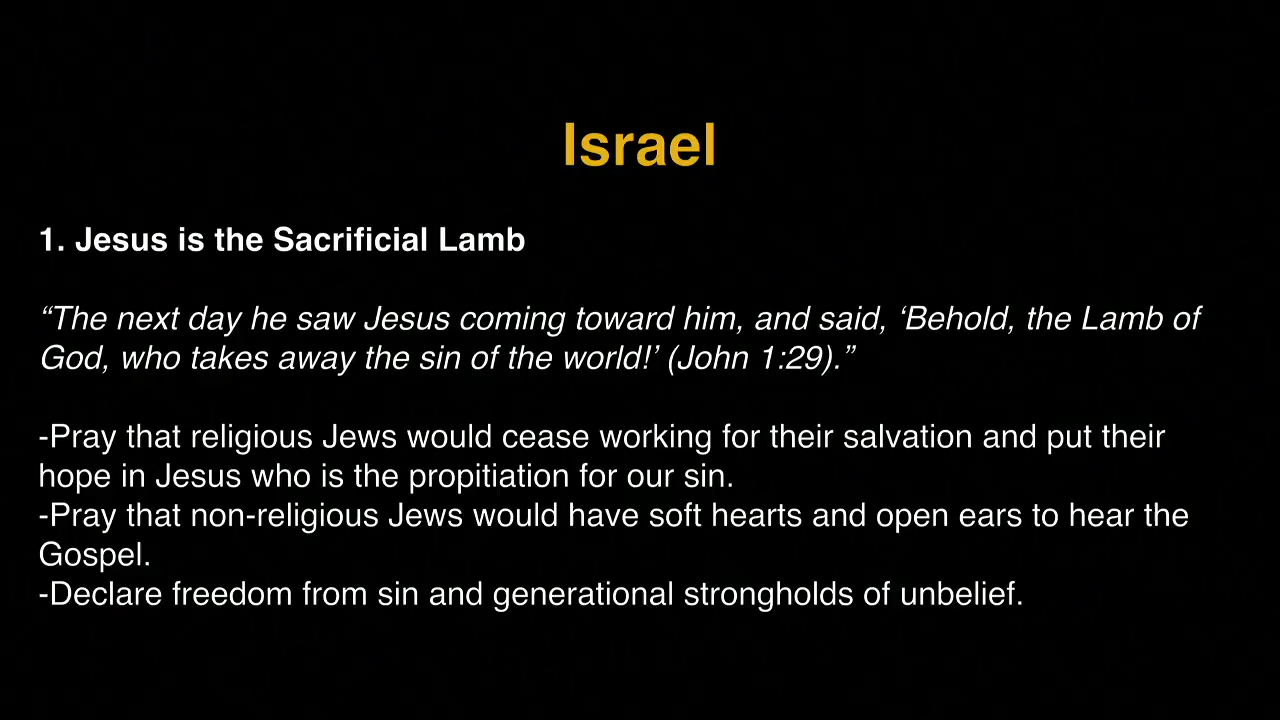 Israel
1. Jesus is the Sacrificial Lamb
“The next day he saw Jesus coming toward him, and said, ‘Behold, the Lamb of
God, who takes away the sin of the world!’ (John 1:29).”
-Pray that religious Jews would cease working for their salvation and put their
hope in Jesus who is the propitiation for our sin.
-Pray that non-religious Jews would have soft hearts and open ears to hear the
Gospel.
-Declare freedom from sin and generational strongholds of unbelief.